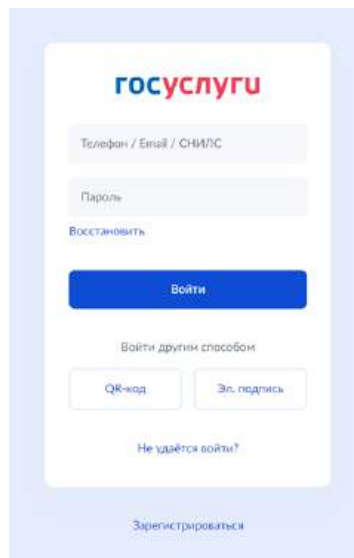 госуслуги
Телефон / Email / СНИЛС
Пароль
Восстановить
Войти
Войти другим способом
QR-код
Эл. подпись
Не удаётся войти?
Зарегистрироваться